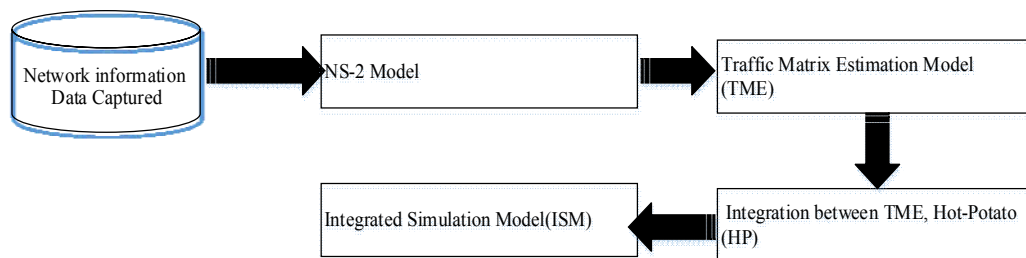 Network information
Data Captured
NS-2 Model
Traffic Matrix Estimation Model
(TME)
Integration between TME, Hot-Potato
(HP)
Integrated Simulation Model(ISM)